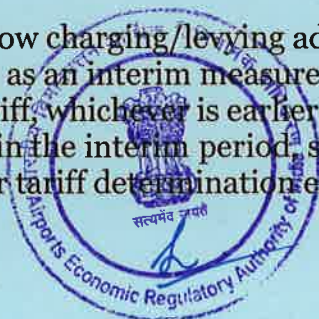 ow charging/levying ad
as an interim measure
iff, whichever is earlier
in the interim period, s
r tariff determination e
सत्यमेव जयते
Airports Economic Regulatory Authority of India